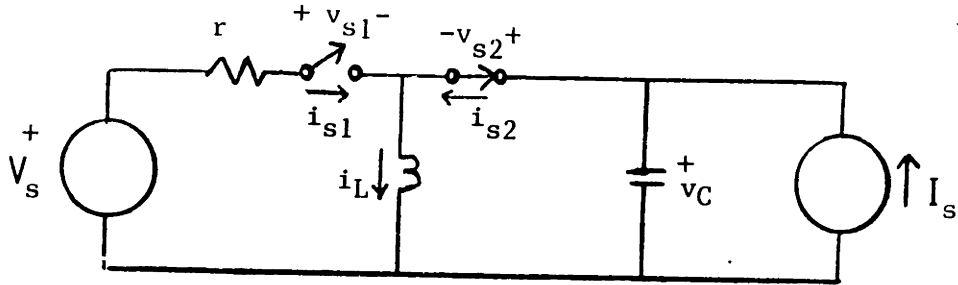 r
+ v_s1 -
-v_s2+
i_s1
i_s2
+
V_s
i_L
+
v_C
I_s